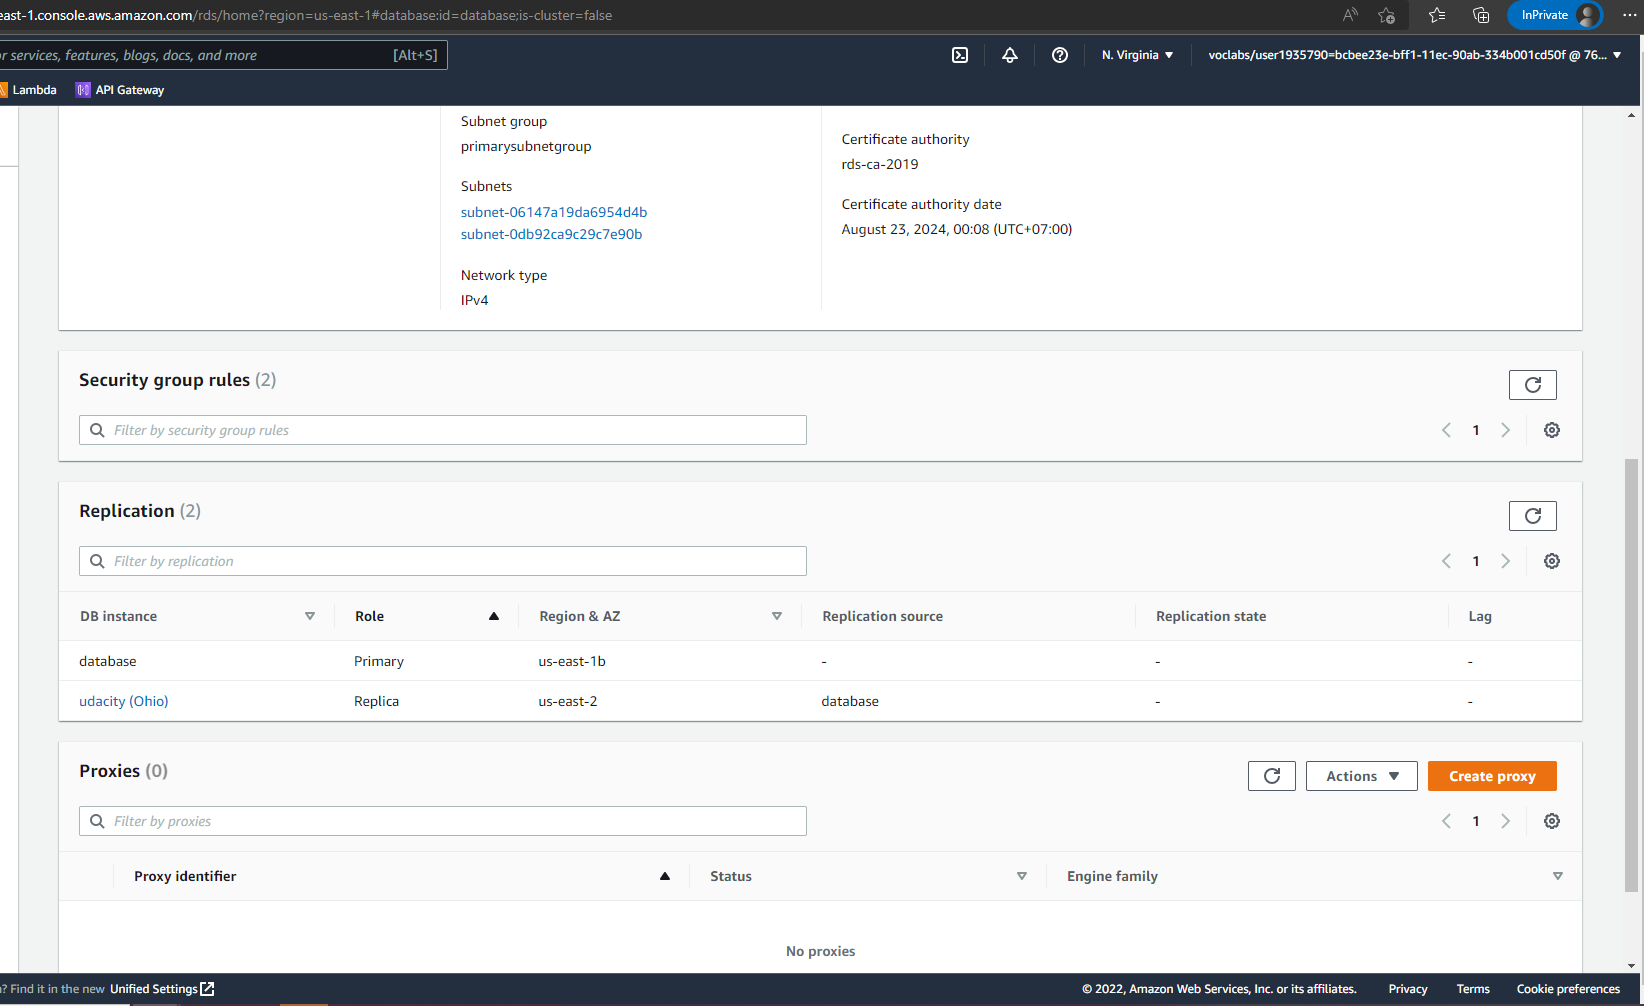 east-1.console.aws.amazon.com/rds/home?region=us-east-1#database:id=database;is-cluster=false
InPrivate
or services, features, blogs, docs, and more [Alt+S]
N. Virginia
voclabs/user1935790=bcbee23e-bff1-11ec-90ab-334b001cd50f @ 76...
Lambda API Gateway
Subnet group
primarysubnetgroup
Subnets
subnet-06147a19da6954d4b
subnet-0db92ca9c29c7e90b
Network type
IPv4
Certificate authority
rds-ca-2019
Certificate authority date
August 23, 2024, 00:08 (UTC+07:00)
Security group rules (2)
Filter by security group rules
1
Replication (2)
Filter by replication
1
DB instance Role Region & AZ Replication source Replication state Lag
database Primary us-east-1b - - -
udacity (Ohio) Replica us-east-2 database - -
Proxies (0)
Actions Create proxy
Filter by proxies
1
Proxy identifier Status Engine family
No proxies
? Find it in the new Unified Settings
© 2022, Amazon Web Services, Inc. or its affiliates. Privacy Terms Cookie preferences